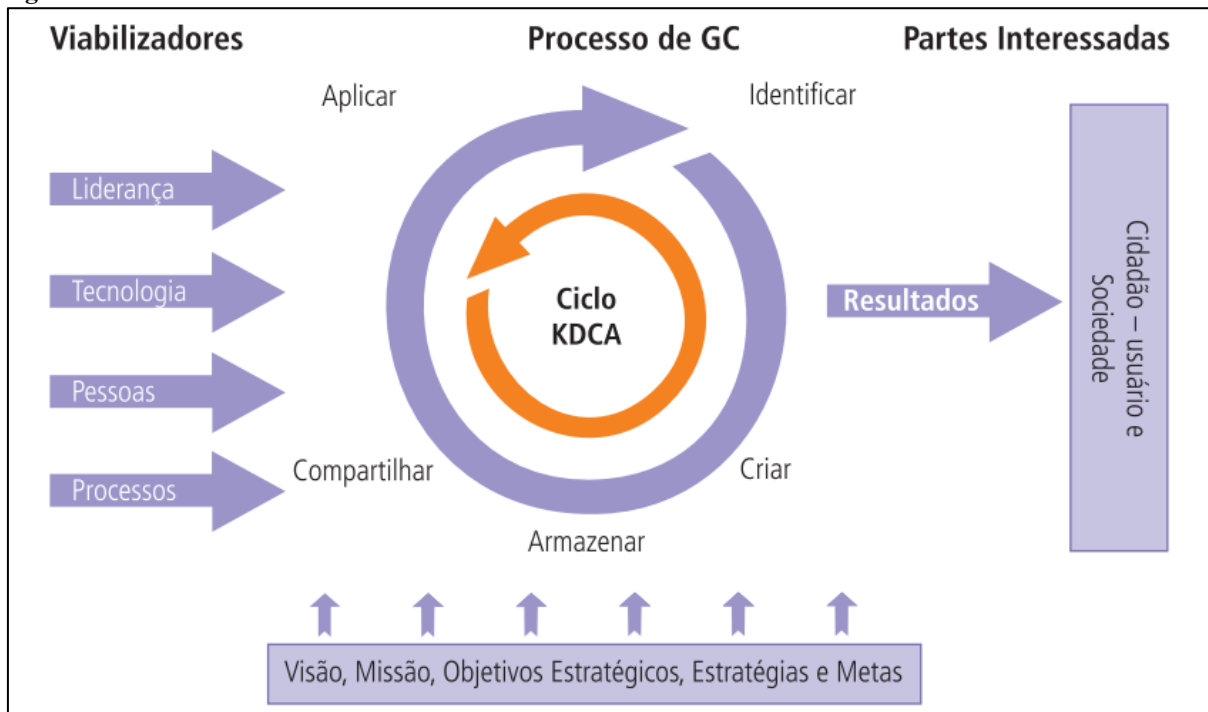 Viabilizadores
Processo de GC
Partes Interessadas
Aplicar
Identificar
Liderança
Tecnologia
Pessoas
Processos
Ciclo
KDCA
Resultados
Cidadão – usuário e
Sociedade
Compartilhar
Criar
Armazenar
Visão, Missão, Objetivos Estratégicos, Estratégias e Metas